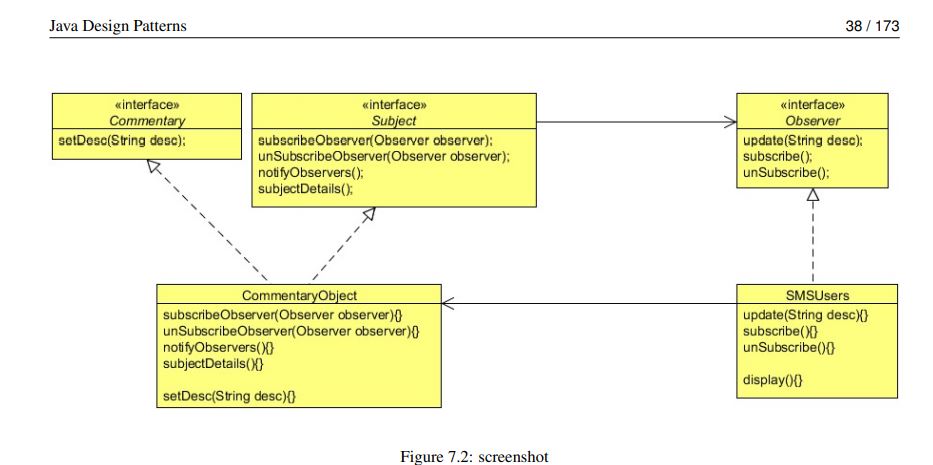 Java Design Patterns
38 / 173
«interface»
Commentary
setDesc(String desc);
«interface»
Subject
subscribeObserver(Observer observer);
unSubscribeObserver(Observer observer);
notifyObservers();
subjectDetails();
«interface»
Observer
update(String desc);
subscribe();
unSubscribe();
CommentaryObject
subscribeObserver(Observer observer){}
unSubscribeObserver(Observer observer){}
notifyObservers(){}
subjectDetails(){}
setDesc(String desc){}
SMSUsers
update(String desc){}
subscribe(){}
unSubscribe(){}
display(){}
Figure 7.2: screenshot